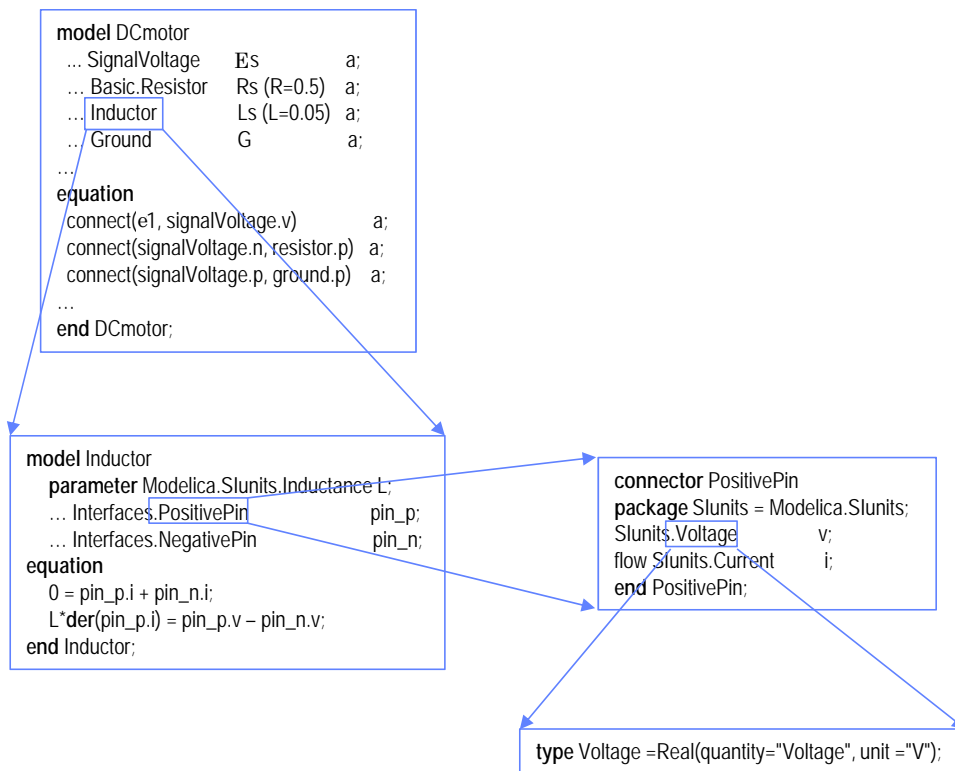 model DCmotor
... SignalVoltage Es a;
... Basic.Resistor Rs (R=0.5) a;
... Inductor Ls (L=0.05) a;
... Ground G a;
...
equation
connect(e1, signalVoltage.v) a;
connect(signalVoltage.n, resistor.p) a;
connect(signalVoltage.p, ground.p) a;
...
end DCmotor;
model Inductor
parameter Modelica.SIunits.Inductance L;
... Interfaces.PositivePin pin_p;
... Interfaces.NegativePin pin_n;
equation
0 = pin_p.i + pin_n.i;
L*der(pin_p.i) = pin_p.v – pin_n.v;
end Inductor;
connector PositivePin
package SIunits = Modelica.SIunits;
SIunits.Voltage v;
flow SIunits.Current i;
end PositivePin;
type Voltage =Real(quantity="Voltage", unit ="V");